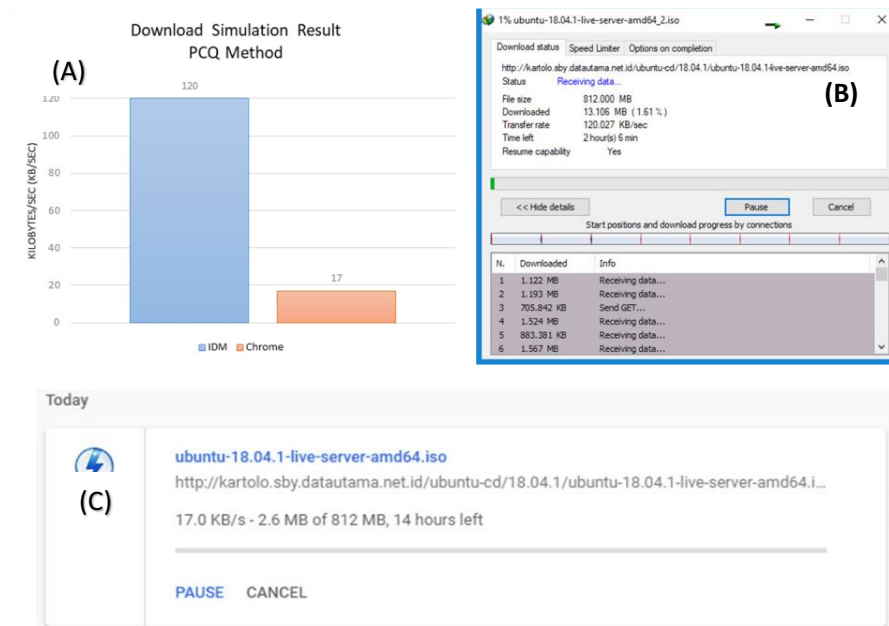 Download Simulation Result
PCQ Method
(A)
120
120
100
80
60
40
20
0
17
KILOBYTES/SEC (KB/SEC)
IDM Chrome
1% ubuntu-18.04.1-live-server-amd64_2.iso
Download status Speed Limiter Options on completion
http://kartolo.sby.datautama.net.id/ubuntu-cd/18.04.1/ubuntu-18.04.1-live-server-amd64.iso
Status Receiving data...
(B)
File size 812.000 MB
Downloaded 13.106 MB ( 1.61 % )
Transfer rate 120.027 KB/sec
Time left 2 hour(s) 6 min
Resume capability Yes
<< Hide details Pause Cancel
Start positions and download progress by connections
N. Downloaded Info
1 1.122 MB Receiving data...
2 1.193 MB Receiving data...
3 705.842 KB Send GET...
4 1.524 MB Receiving data...
5 883.381 KB Receiving data...
6 1.567 MB Receiving data...
Today
ubuntu-18.04.1-live-server-amd64.iso
(C)
http://kartolo.sby.datautama.net.id/ubuntu-cd/18.04.1/ubuntu-18.04.1-live-server-amd64.i...
17.0 KB/s - 2.6 MB of 812 MB, 14 hours left
PAUSE CANCEL